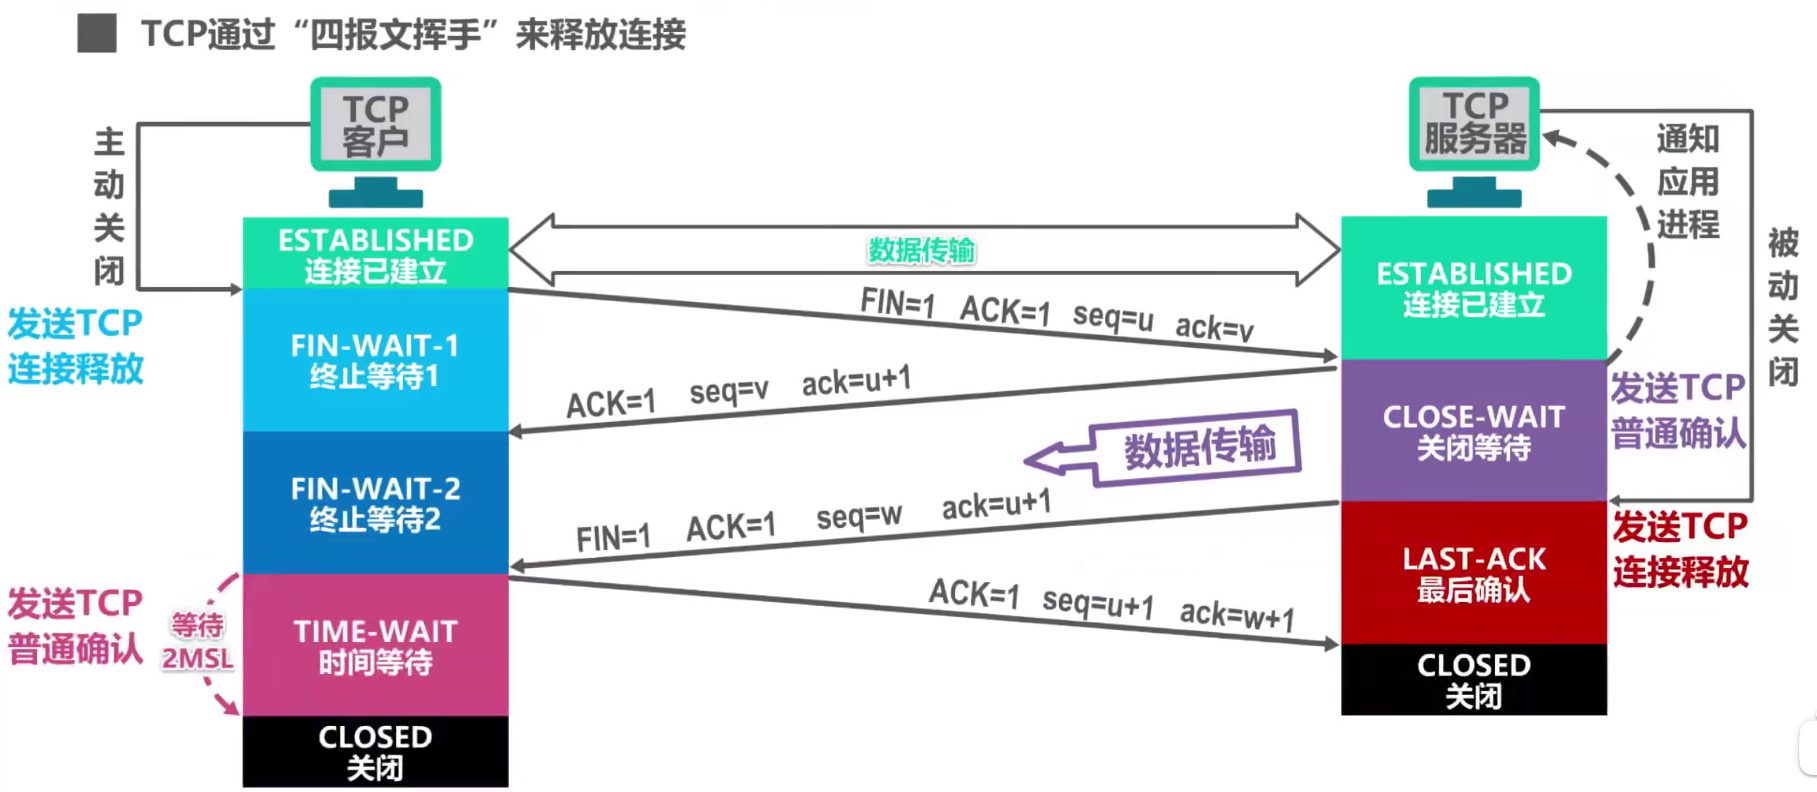 TCP通过“四报文挥手”来释放连接
TCP
客户
TCP
服务器
主
动
关
闭
通知
应用
进程
被
动
关
闭
ESTABLISHED
连接已建立
数据传输
ESTABLISHED
连接已建立
发送TCP
连接释放
FIN=1 ACK=1 seq=u ack=v
FIN-WAIT-1
终止等待1
ACK=1 seq=v ack=u+1
发送TCP
普通确认
CLOSE-WAIT
关闭等待
数据传输
FIN-WAIT-2
终止等待2
FIN=1 ACK=1 seq=w ack=u+1
发送TCP
连接释放
LAST-ACK
最后确认
发送TCP
普通确认
等待
2MSL
TIME-WAIT
时间等待
ACK=1 seq=u+1 ack=w+1
CLOSED
关闭
CLOSED
关闭